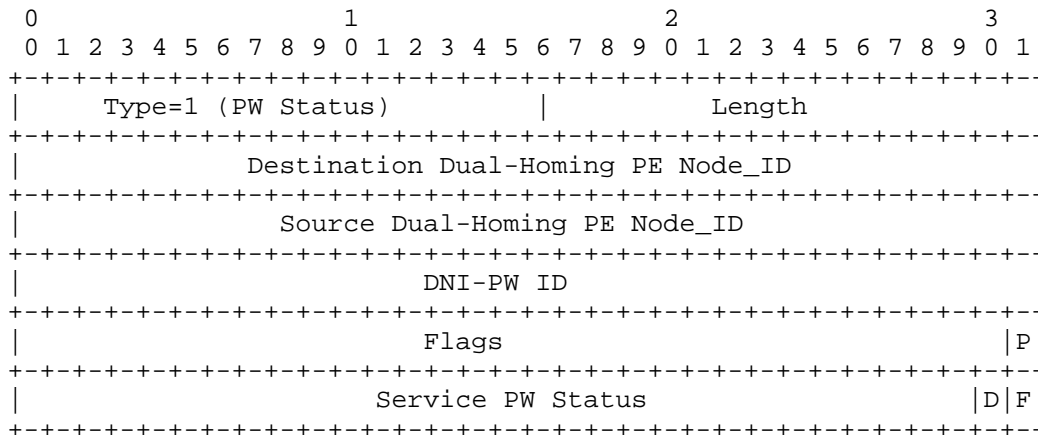 0                   1                   2                   3
 0 1 2 3 4 5 6 7 8 9 0 1 2 3 4 5 6 7 8 9 0 1 2 3 4 5 6 7 8 9 0 1
+-+-+-+-+-+-+-+-+-+-+-+-+-+-+-+-+-+-+-+-+-+-+-+-+-+-+-+-+-+-+-+--
|     Type=1 (PW Status)         |          Length
+-+-+-+-+-+-+-+-+-+-+-+-+-+-+-+-+-+-+-+-+-+-+-+-+-+-+-+-+-+-+-+--
|              Destination Dual-Homing PE Node_ID
+-+-+-+-+-+-+-+-+-+-+-+-+-+-+-+-+-+-+-+-+-+-+-+-+-+-+-+-+-+-+-+--
|                Source Dual-Homing PE Node_ID
+-+-+-+-+-+-+-+-+-+-+-+-+-+-+-+-+-+-+-+-+-+-+-+-+-+-+-+-+-+-+-+--
|                         DNI-PW ID
+-+-+-+-+-+-+-+-+-+-+-+-+-+-+-+-+-+-+-+-+-+-+-+-+-+-+-+-+-+-+-+--
|                         Flags                               |P
+-+-+-+-+-+-+-+-+-+-+-+-+-+-+-+-+-+-+-+-+-+-+-+-+-+-+-+-+-+-+-+--
|                      Service PW Status                    |D|F
+-+-+-+-+-+-+-+-+-+-+-+-+-+-+-+-+-+-+-+-+-+-+-+-+-+-+-+-+-+-+-+--